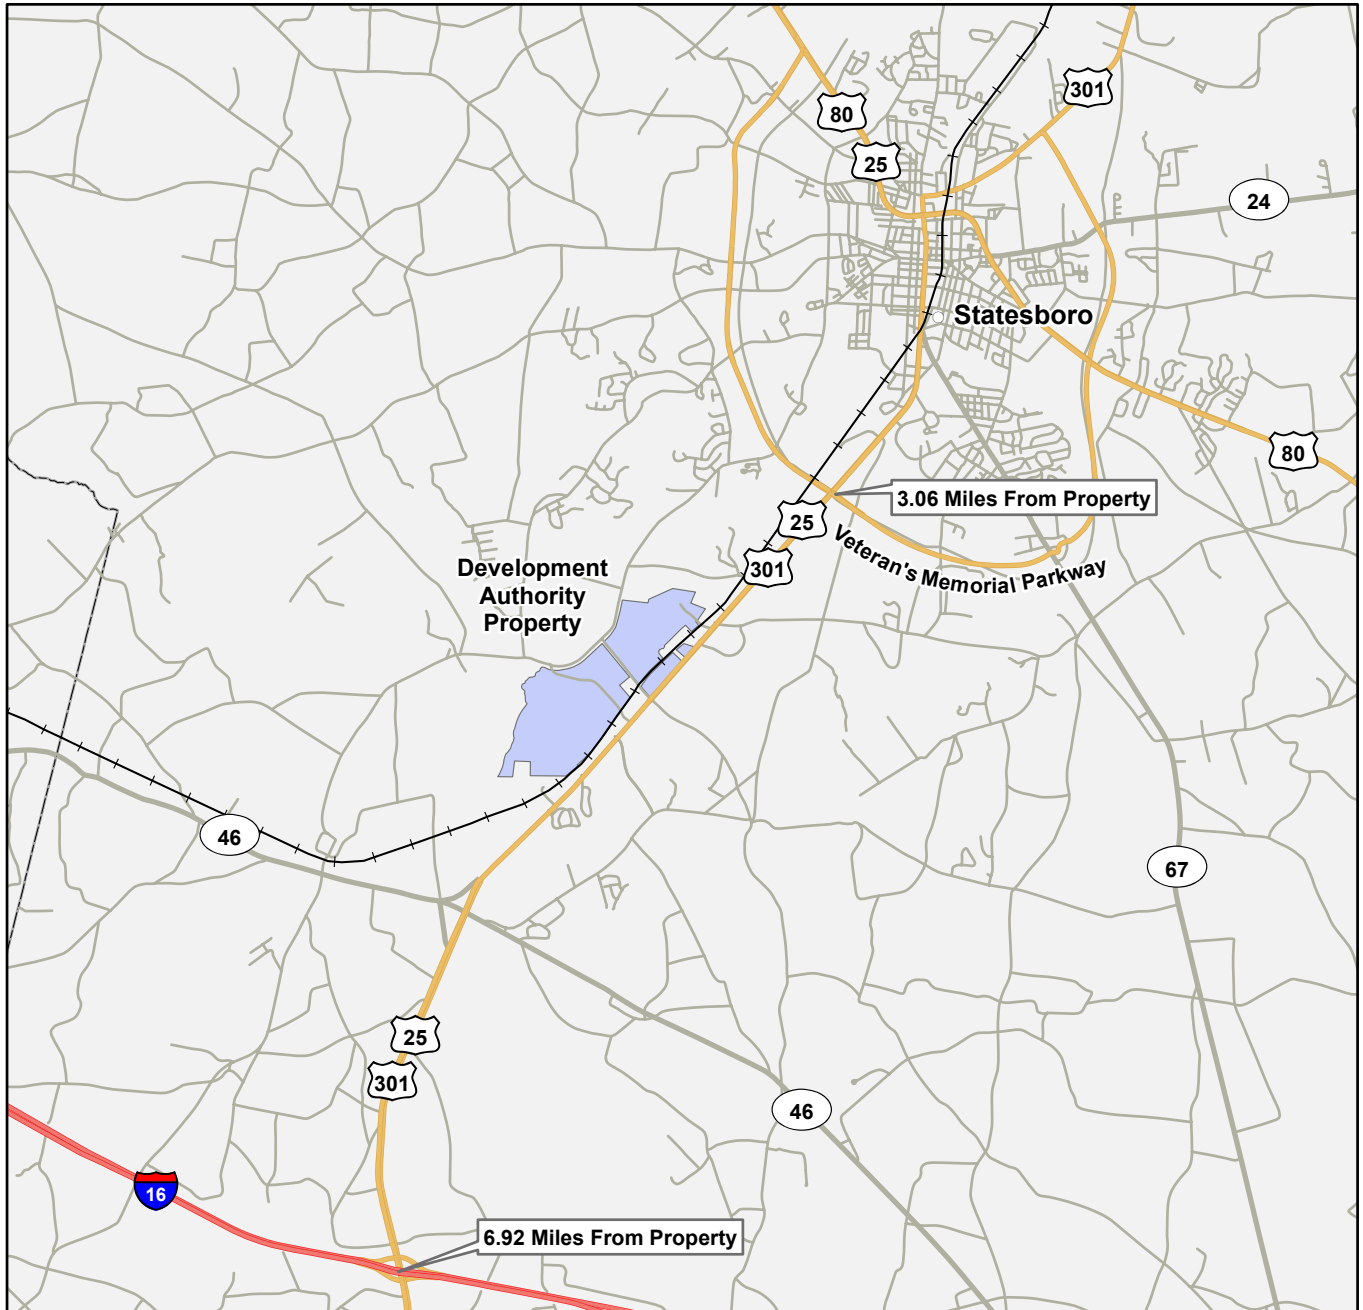 301
80
25
24
Statesboro
80
3.06 Miles From Property
25
Veteran's Memorial Parkway
301
Development
Authority
Property
46
67
25
301
46
16
6.92 Miles From Property